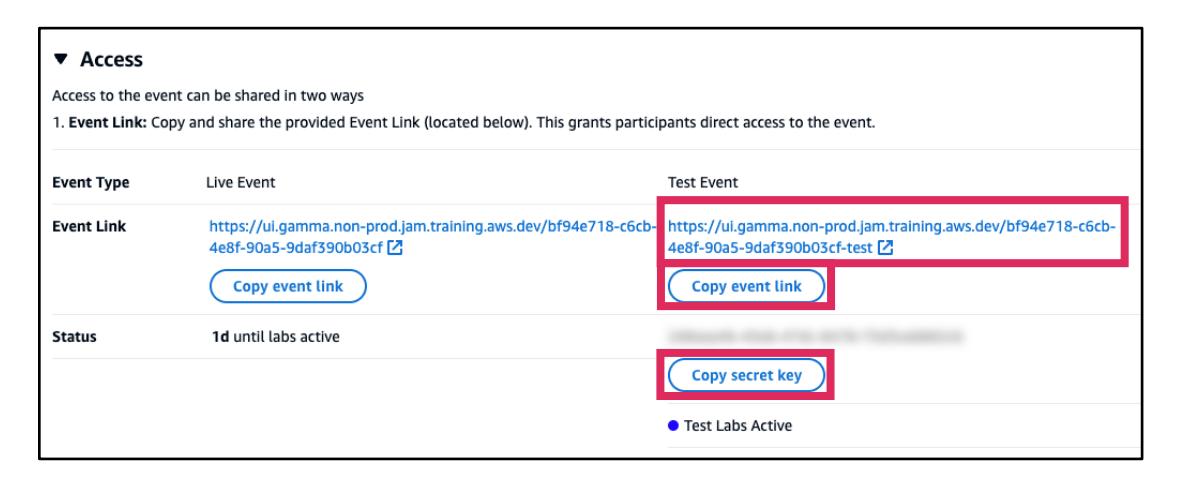 ▼ Access
Access to the event can be shared in two ways
1. Event Link: Copy and share the provided Event Link (located below). This grants participants direct access to the event.
Event Type Live Event Test Event
Event Link https://ui.gamma.non-prod.jam.training.aws.dev/bf94e718-c6cb- https://ui.gamma.non-prod.jam.training.aws.dev/bf94e718-c6cb-
4e8f-90a5-9daf390b03cf 4e8f-90a5-9daf390b03cf-test
Copy event link Copy event link
Status 1d until labs active
Copy secret key
Test Labs Active